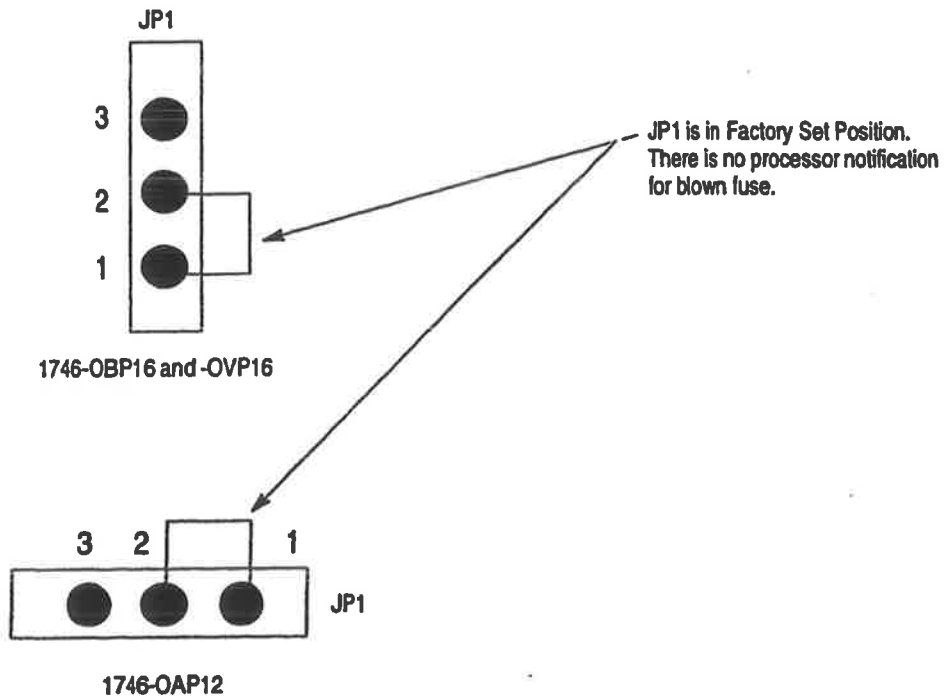 JP1
3
2
1
JP1 is in Factory Set Position.
There is no processor notification
for blown fuse.
1746-OBP16 and -OVP16
3 2 1
JP1
1746-OAP12